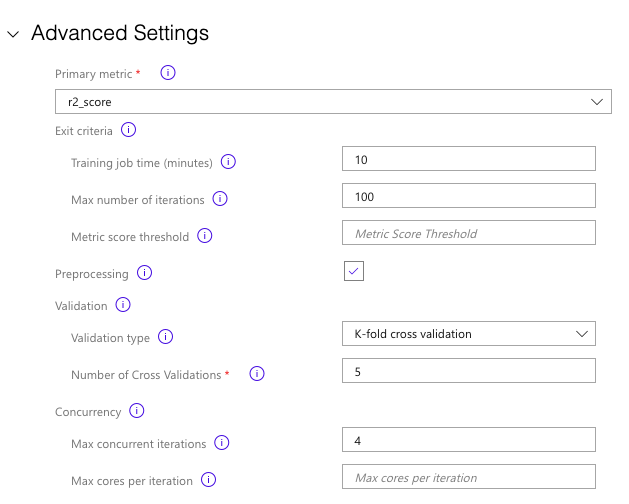 Advanced Settings
Primary metric *
r2_score
Exit criteria
Training job time (minutes)
10
Max number of iterations
100
Metric score threshold
Metric Score Threshold
Preprocessing
Validation
Validation type
K-fold cross validation
Number of Cross Validations *
5
Concurrency
Max concurrent iterations
4
Max cores per iteration
Max cores per iteration